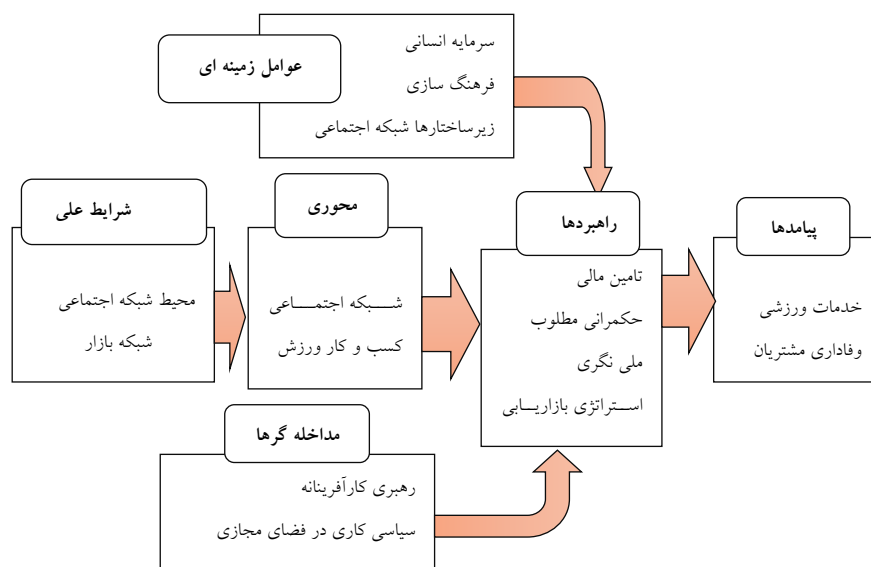 عوامل زمینه ای
سرمایه انسانی
فرهنگ سازی
زیرساختارها شبکه اجتماعی
شرایط علی
محیط شبکه اجتماعی
شبکه بازار
محوری
شبکه اجتماعی
کسب و کار ورزش
راهبردها
تامین مالی
حکمرانی مطلوب
ملی نگری
استراتژی بازاریابی
پیامدها
خدمات ورزشی
وفاداری مشتریان
مداخله گرها
رهبری کارآفرینانه
سیاسی کاری در فضای مجازی